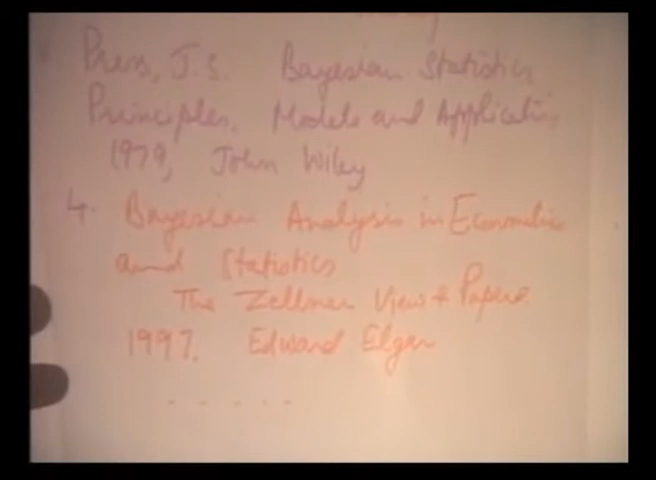 Press, J.S. Bayesian Statistics
Principles, Models and Applications
1979, John Wiley
4. Bayesian Analysis in Econometrics
and Statistics
The Zellner View & Papers
1997. Edward Elgar
. . . . .